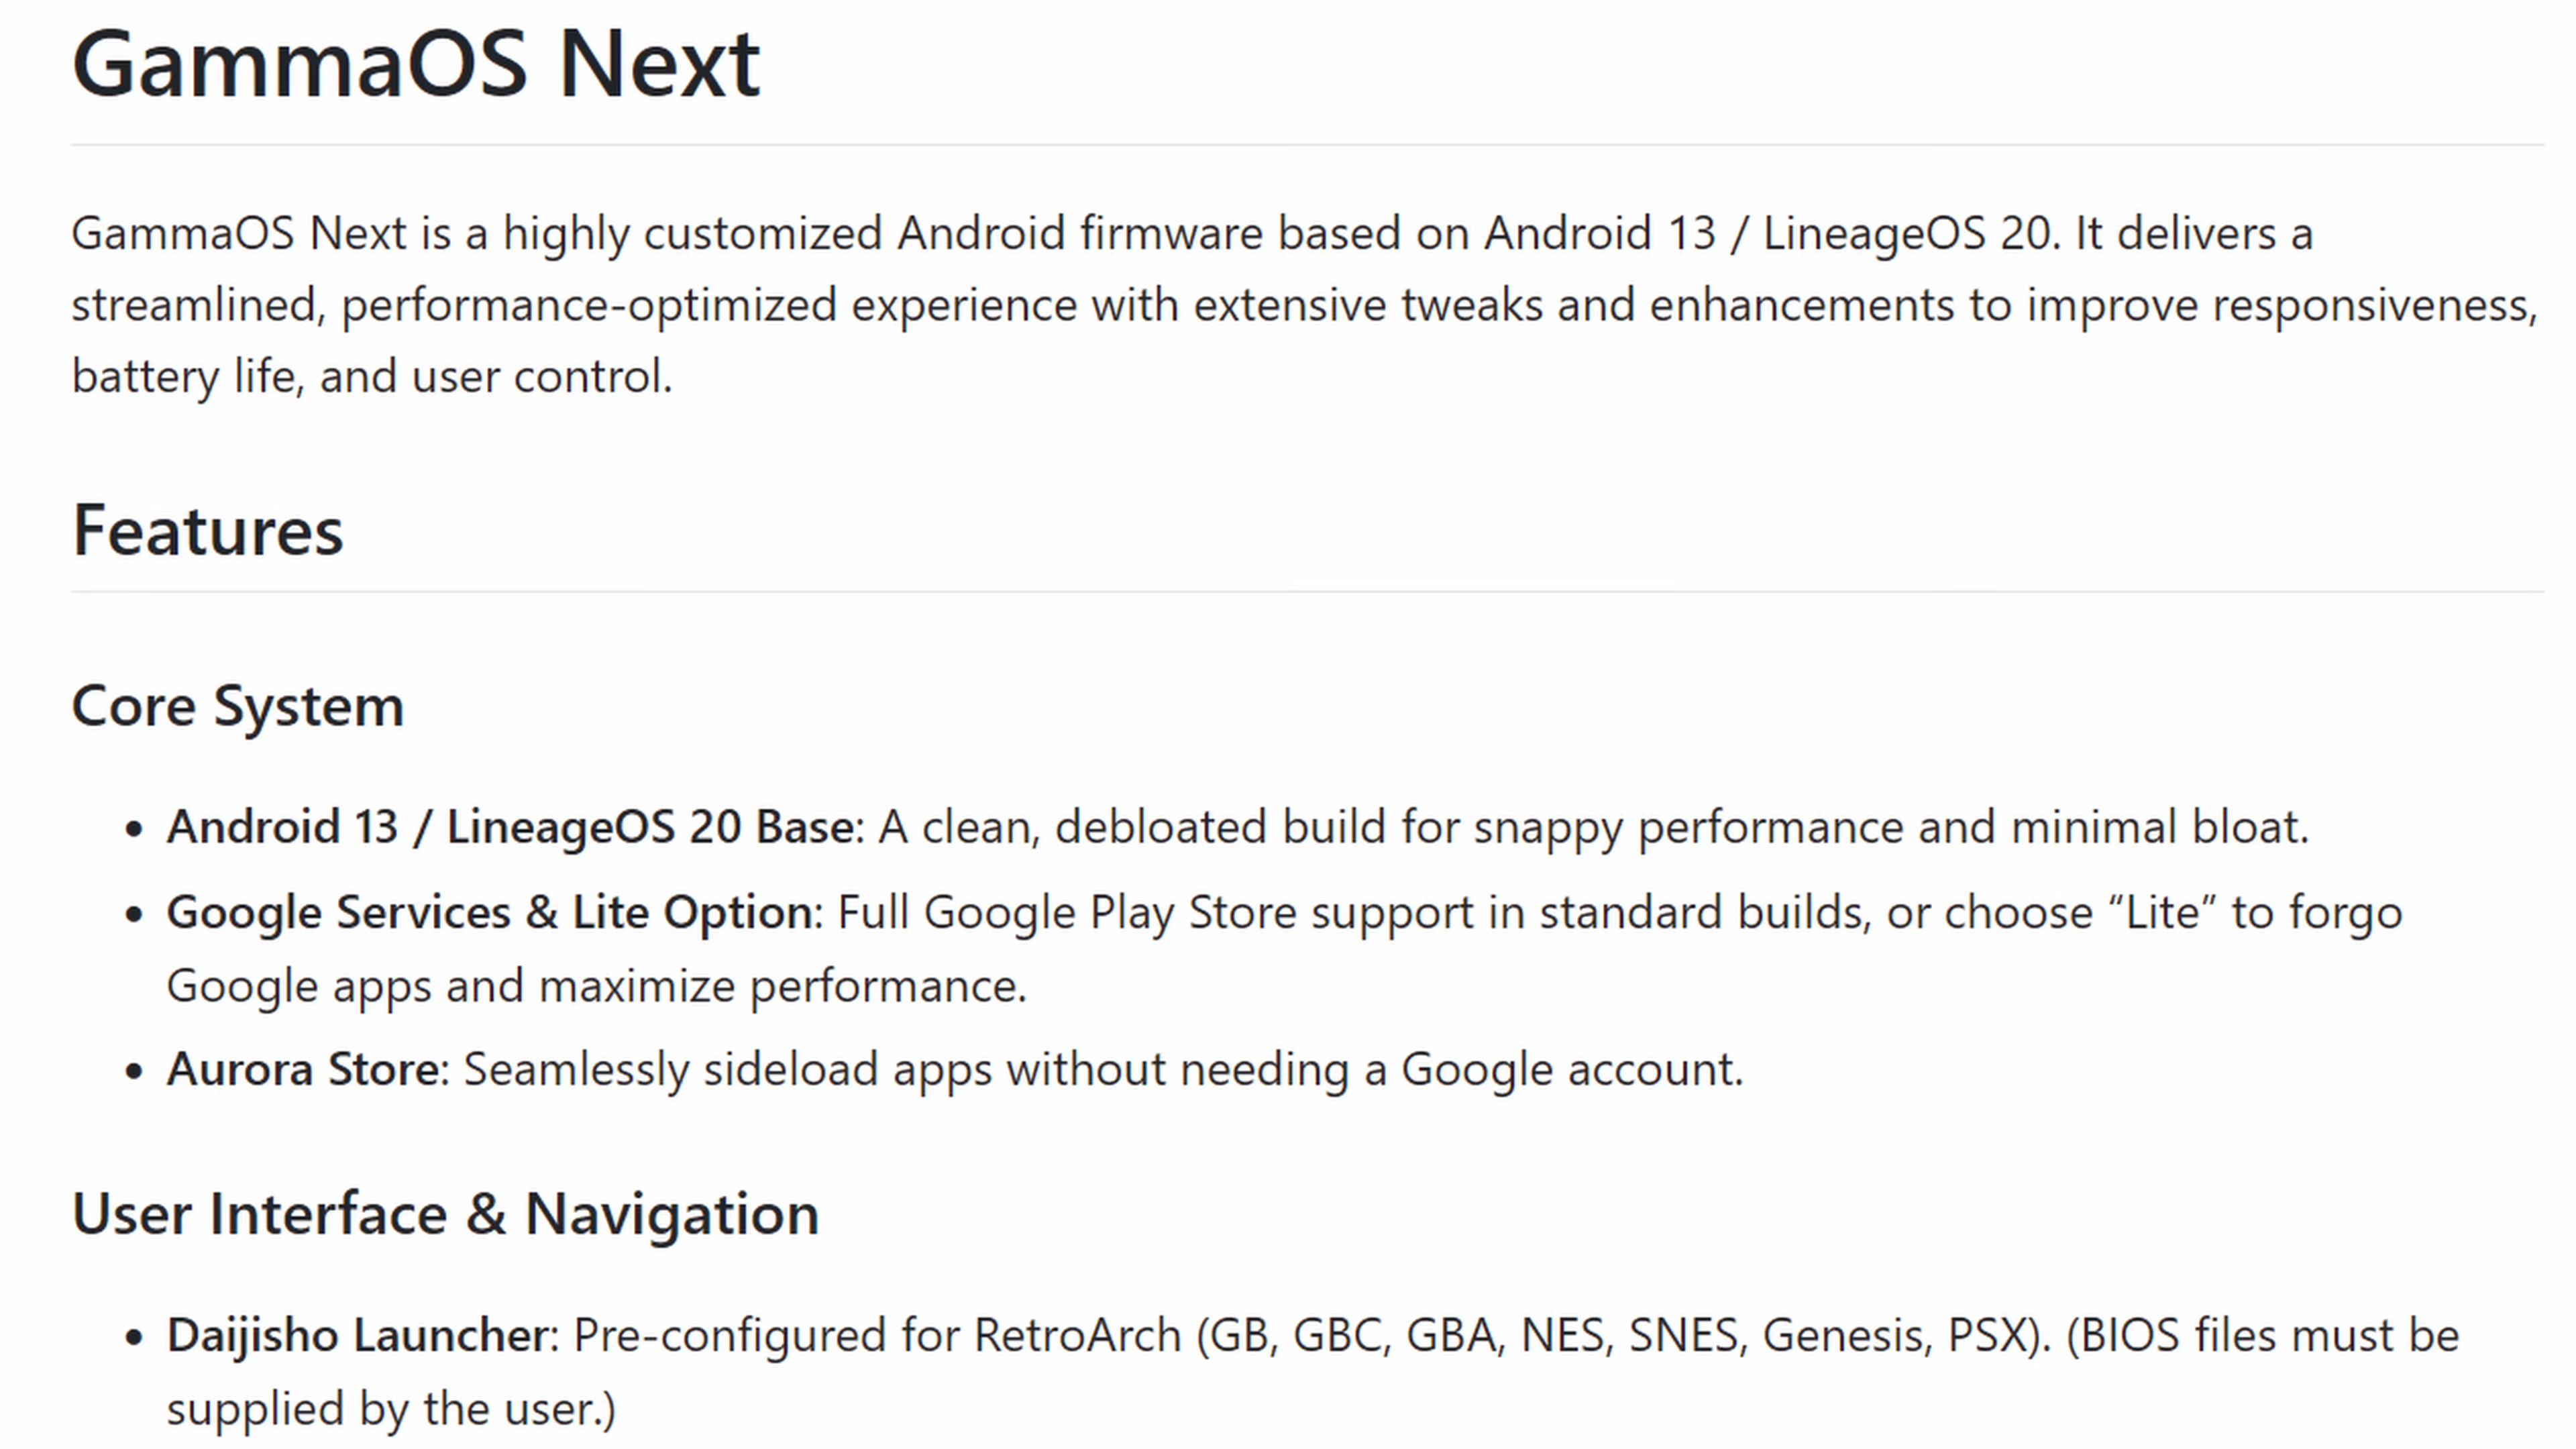 GammaOS Next
GammaOS Next is a highly customized Android firmware based on Android 13 / LineageOS 20. It delivers a
streamlined, performance-optimized experience with extensive tweaks and enhancements to improve responsiveness,
battery life, and user control.
Features
Core System
• Android 13 / LineageOS 20 Base: A clean, debloated build for snappy performance and minimal bloat.
• Google Services & Lite Option: Full Google Play Store support in standard builds, or choose “Lite” to forgo
Google apps and maximize performance.
• Aurora Store: Seamlessly sideload apps without needing a Google account.
User Interface & Navigation
• Daijisho Launcher: Pre-configured for RetroArch (GB, GBC, GBA, NES, SNES, Genesis, PSX). (BIOS files must be
supplied by the user.)